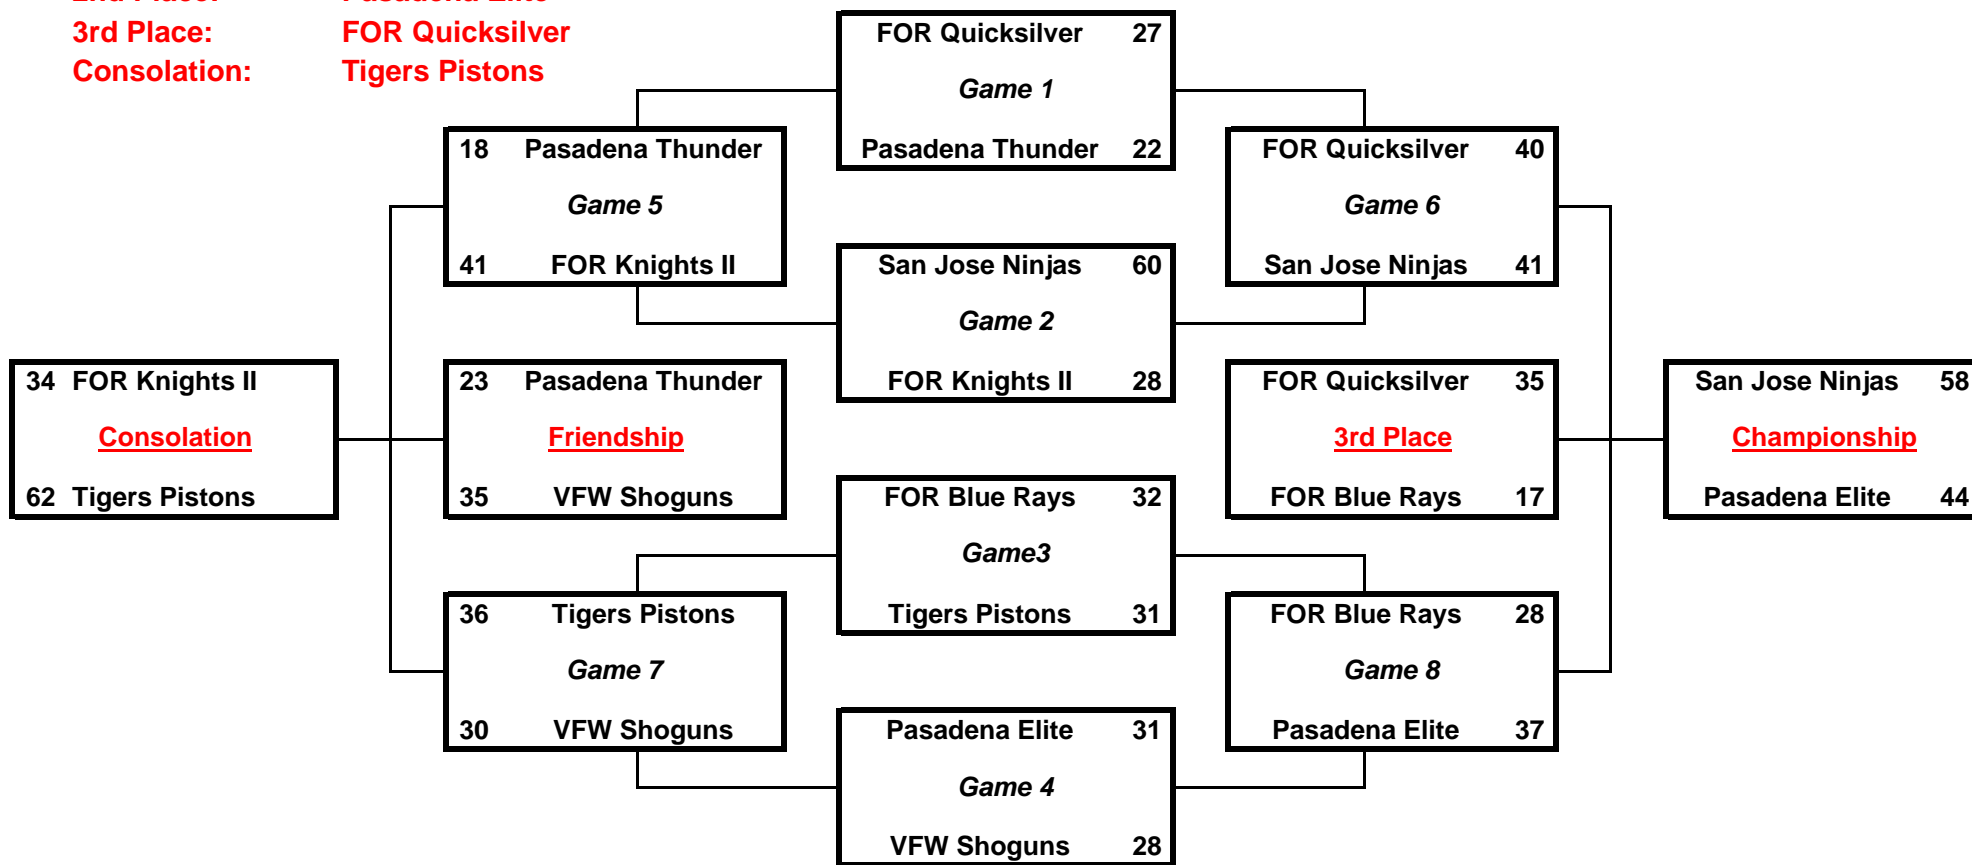 2nd Place: Pasadena Elite
3rd Place: FOR Quicksilver
Consolation: Tigers Pistons
FOR Quicksilver 27
Game 1
Pasadena Thunder 22
18 Pasadena Thunder
Game 5
41 FOR Knights II
FOR Quicksilver 40
Game 6
San Jose Ninjas 41
San Jose Ninjas 60
Game 2
FOR Knights II 28
34 FOR Knights II
Consolation
62 Tigers Pistons
23 Pasadena Thunder
Friendship
35 VFW Shoguns
FOR Quicksilver 35
3rd Place
FOR Blue Rays 17
San Jose Ninjas 58
Championship
Pasadena Elite 44
FOR Blue Rays 32
Game3
Tigers Pistons 31
36 Tigers Pistons
Game 7
30 VFW Shoguns
FOR Blue Rays 28
Game 8
Pasadena Elite 37
Pasadena Elite 31
Game 4
VFW Shoguns 28